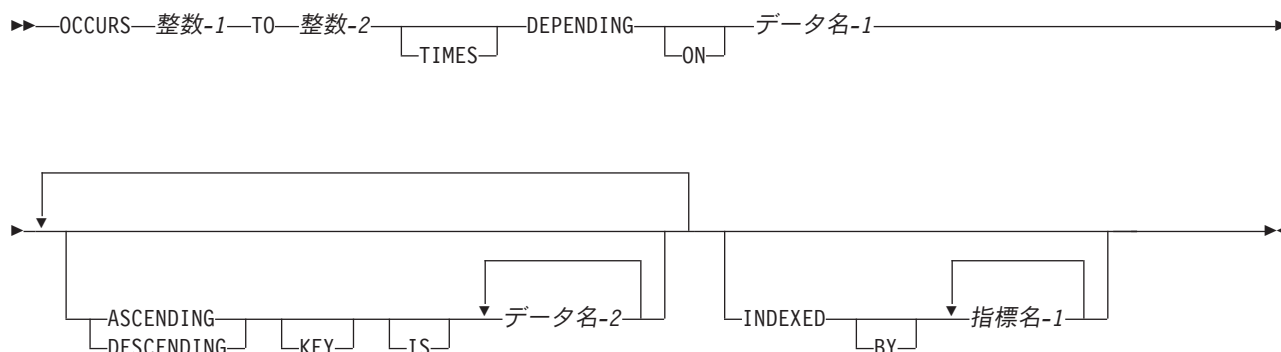 OCCURS 整数-1 TO 整数-2 DEPENDING データ名-1
TIMES ON
ASCENDING データ名-2 INDEXED 指標名-1
DESCENDING KEY IS BY